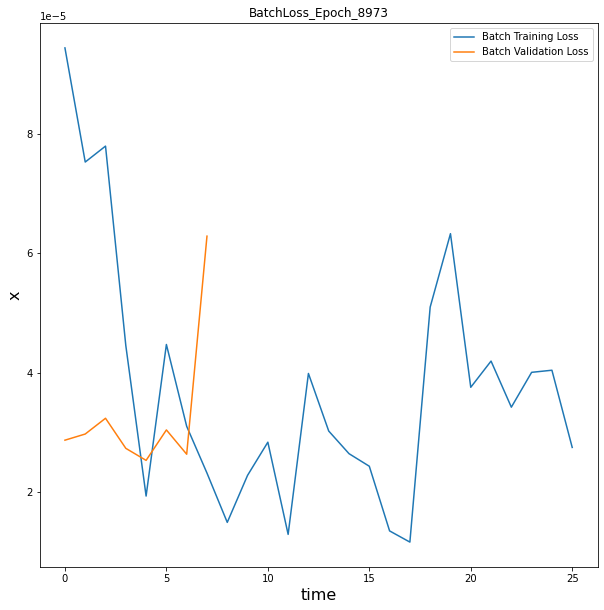 BatchLoss_Epoch_8973
1e−5
Batch Training Loss
Batch Validation Loss
8
6
4
2
x
0 5 10 15 20 25
time